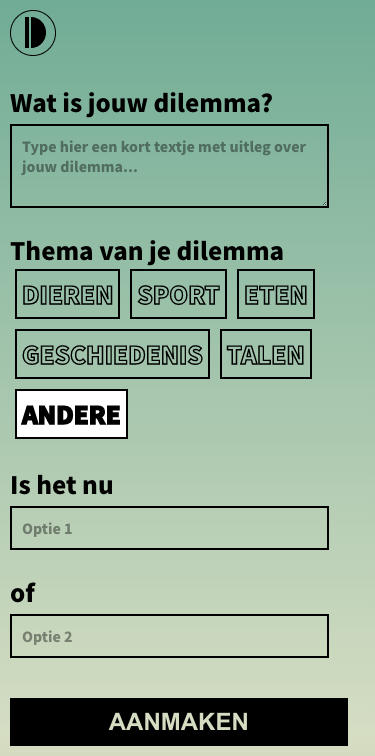 D
Wat is jouw dilemma?
Type hier een kort textje met uitleg over
jouw dilemma...
Thema van je dilemma
DIEREN SPORT ETEN
GESCHIEDENIS TALEN
ANDERE
Is het nu
Optie 1
of
Optie 2
AANMAKEN